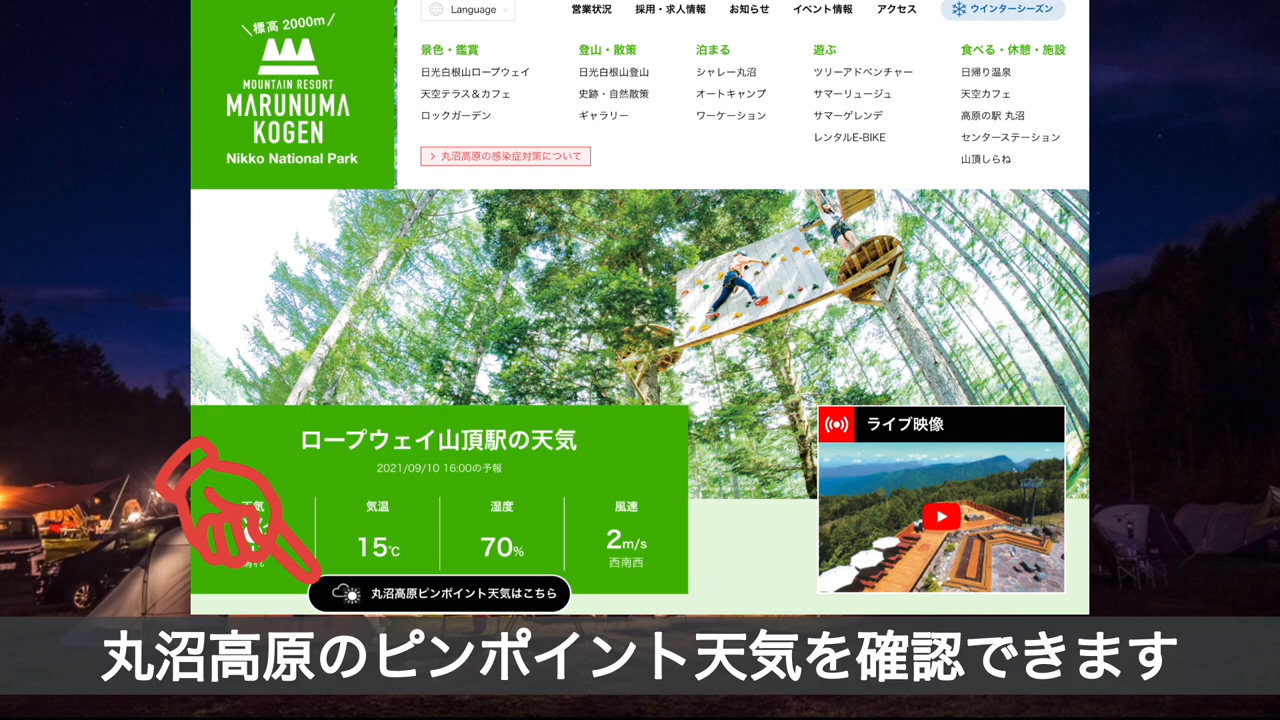 ＼標高 2000m／
MOUNTAIN RESORT
MARUNUMA
KOGEN
Nikko National Park
Language
営業状況 採用・求人情報 お知らせ イベント情報 アクセス ウインターシーズン
景色・鑑賞 登山・散策 泊まる 遊ぶ 食べる・休憩・施設
日光白根山ロープウェイ 日光白根山登山 シャレー丸沼 ツリーアドベンチャー 日帰り温泉
天空テラス＆カフェ 史跡・自然散策 オートキャンプ サマーリュージュ 天空カフェ
ロックガーデン ギャラリー ワーケーション サマーゲレンデ 高原の駅 丸沼
レンタルE-BIKE センターステーション
山頂しらね
> 丸沼高原の感染症対策について
ロープウェイ山頂駅の天気
2021/09/10 16:00の予報
天気 気温 湿度 風速
15℃ 70% 2m/s
西南西
丸沼高原ピンポイント天気はこちら
ライブ映像
丸沼高原のピンポイント天気を確認できます